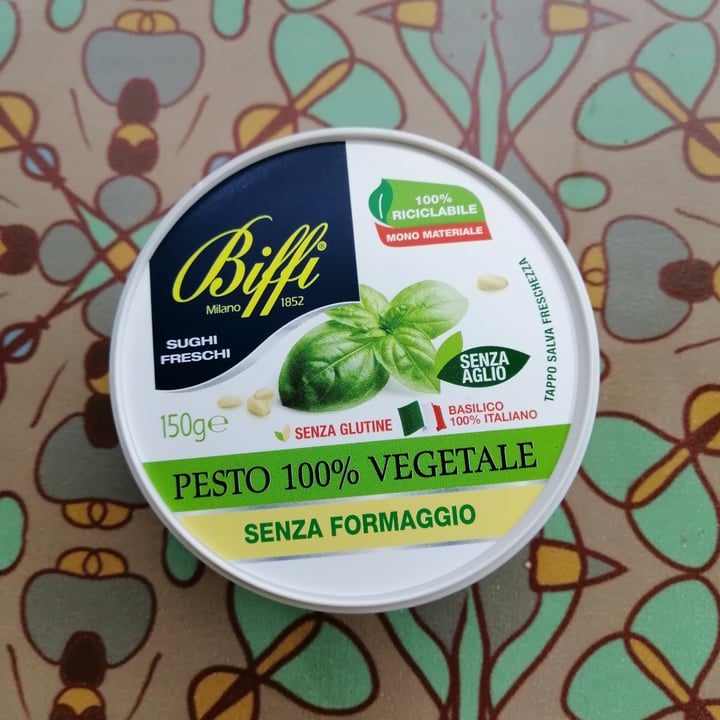 100%
RICICLABILE
MONO MATERIALE
Biffi®
Milano 1852
SUGHI
FRESCHI
TAPPO SALVA FRESCHEZZA
SENZA
AGLIO
150g℮
SENZA GLUTINE
BASILICO
100% ITALIANO
PESTO 100% VEGETALE
SENZA FORMAGGIO